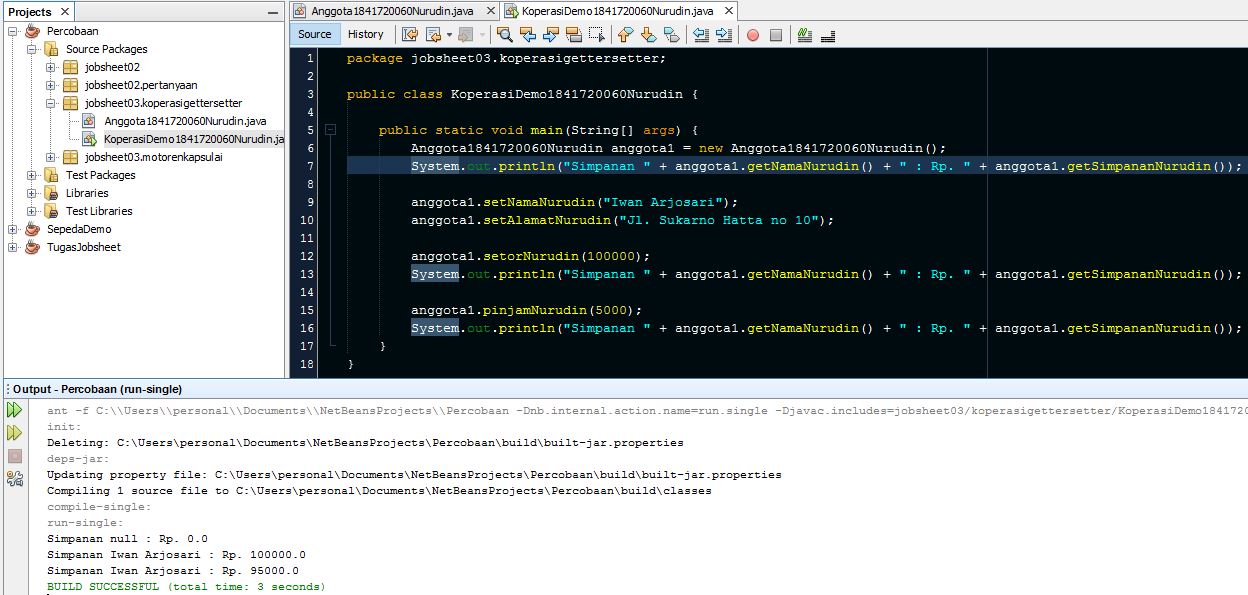 Projects
Percobaan
Source Packages
jobsheet02
jobsheet02.pertanyaan
jobsheet03.koperasigettersetter
Anggota1841720060Nurudin.java
KoperasiDemo1841720060Nurudin.ja
jobsheet03.motorenkapsulai
Test Packages
Libraries
Test Libraries
SepedaDemo
TugasJobsheet
Anggota1841720060Nurudin.java
KoperasiDemo1841720060Nurudin.java
Source History
1 package jobsheet03.koperasigettersetter;
2
3 public class KoperasiDemo1841720060Nurudin {
4
5 public static void main(String[] args) {
6 Anggota1841720060Nurudin anggota1 = new Anggota1841720060Nurudin();
7 System.out.println("Simpanan " + anggota1.getNamaNurudin() + " : Rp. " + anggota1.getSimpananNurudin());
8
9 anggota1.setNamaNurudin("Iwan Arjosari");
10 anggota1.setAlamatNurudin("Jl. Sukarno Hatta no 10");
11
12 anggota1.setorNurudin(100000);
13 System.out.println("Simpanan " + anggota1.getNamaNurudin() + " : Rp. " + anggota1.getSimpananNurudin());
14
15 anggota1.pinjamNurudin(5000);
16 System.out.println("Simpanan " + anggota1.getNamaNurudin() + " : Rp. " + anggota1.getSimpananNurudin());
17 }
18 }
Output - Percobaan (run-single)
ant -f C:\\Users\\personal\\Documents\\NetBeansProjects\\Percobaan -Dnb.internal.action.name=run.single -Djavac.includes=jobsheet03/koperasigettersetter/KoperasiDemo1841720
init:
Deleting: C:\Users\personal\Documents\NetBeansProjects\Percobaan\build\built-jar.properties
deps-jar:
Updating property file: C:\Users\personal\Documents\NetBeansProjects\Percobaan\build\built-jar.properties
Compiling 1 source file to C:\Users\personal\Documents\NetBeansProjects\Percobaan\build\classes
compile-single:
run-single:
Simpanan null : Rp. 0.0
Simpanan Iwan Arjosari : Rp. 100000.0
Simpanan Iwan Arjosari : Rp. 95000.0
BUILD SUCCESSFUL (total time: 3 seconds)